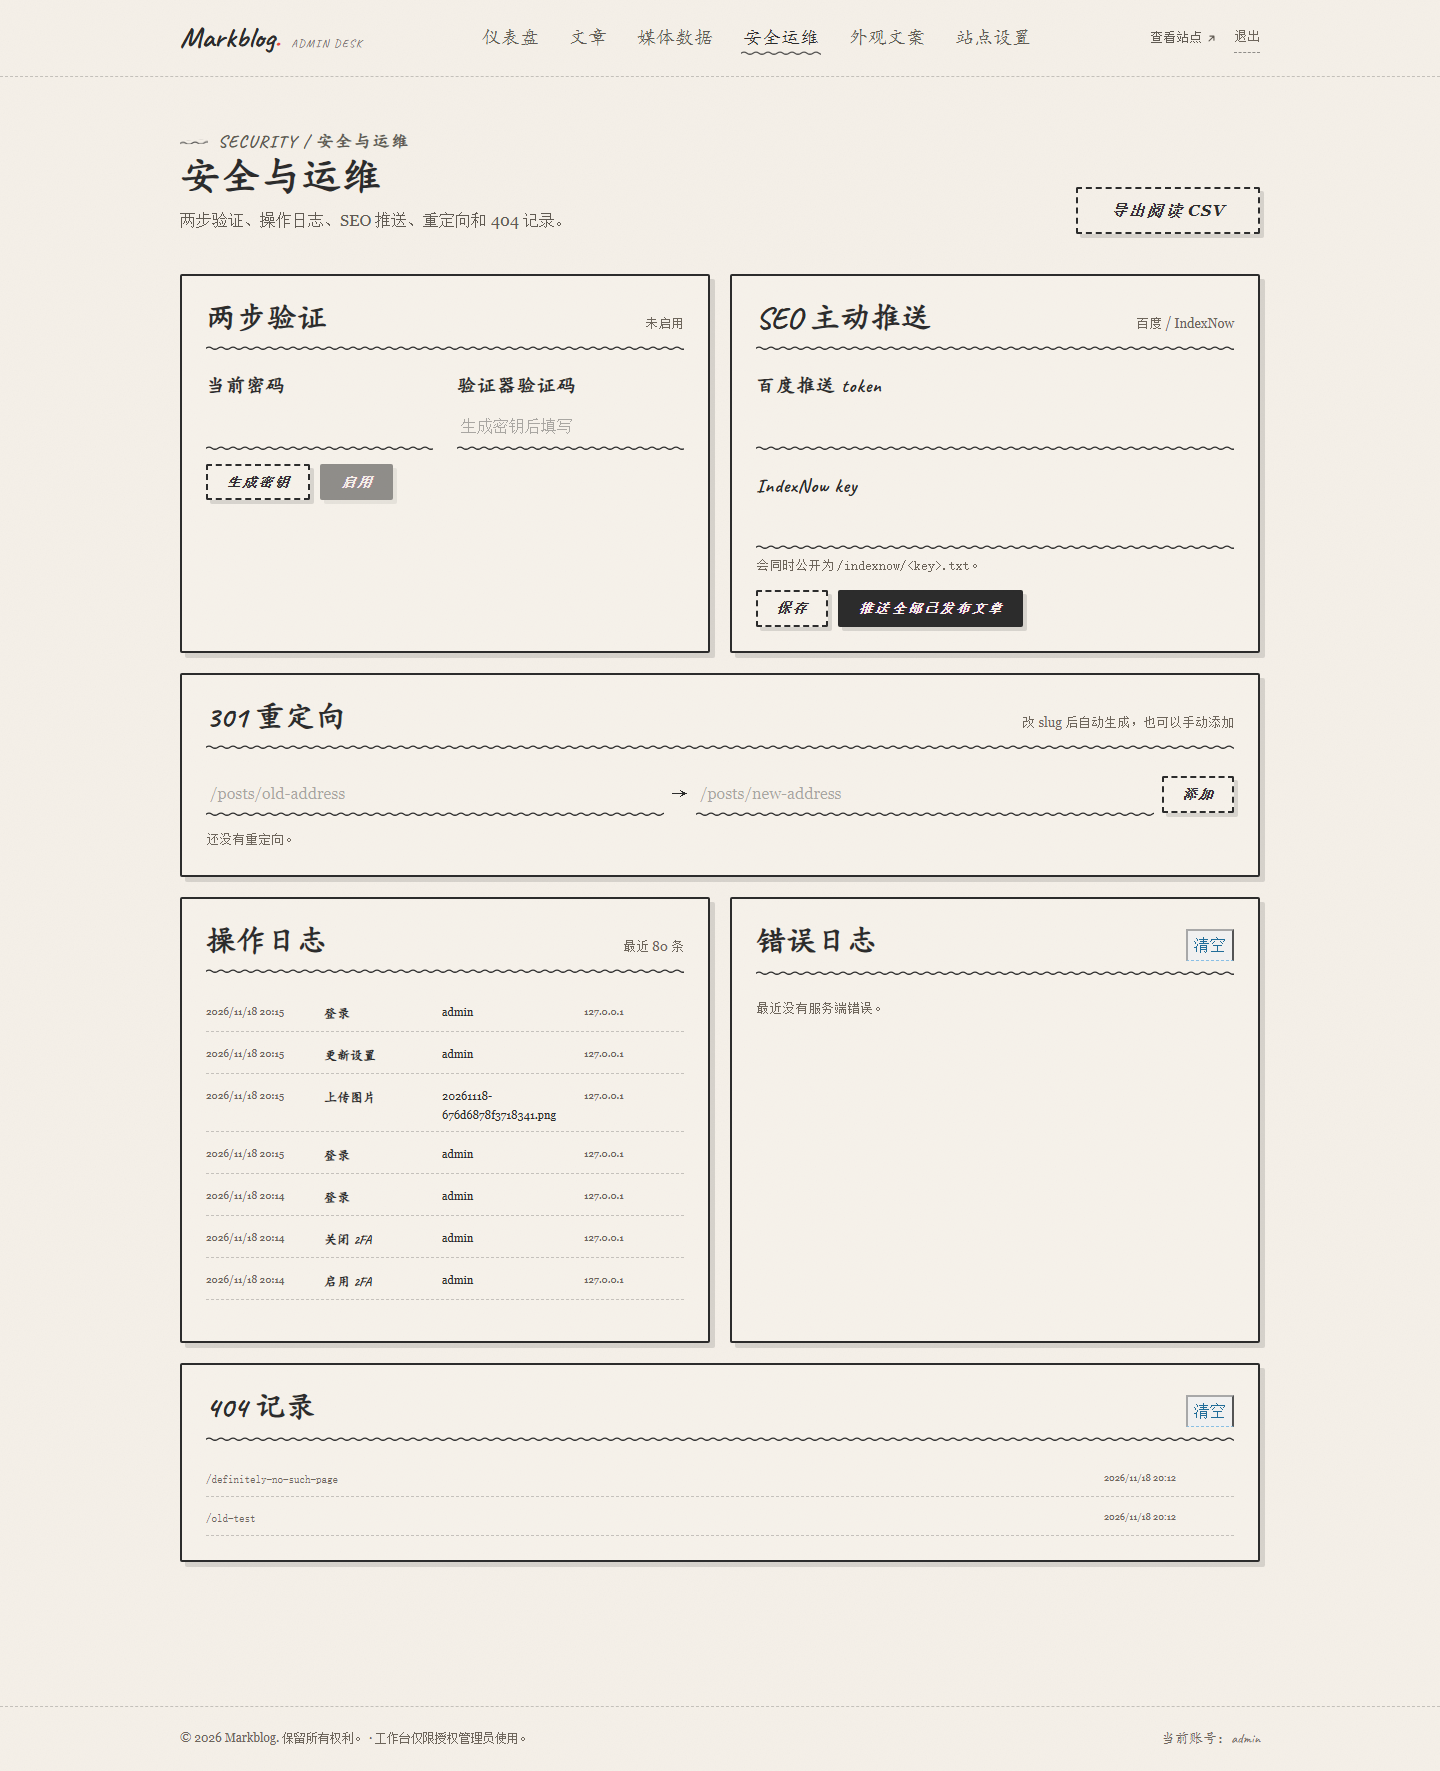 Markblog. ADMIN DESK 仪表盘 文章 媒体数据 安全运维 外观文案 站点设置 查看站点 ↗ 退出
SECURITY / 安全与运维
安全与运维
两步验证、操作日志、SEO 推送、重定向和 404 记录。
导出阅读 CSV
两步验证 未启用
当前密码 验证器验证码
生成密钥后填写
生成密钥 启用
SEO 主动推送 百度 / IndexNow
百度推送 token
IndexNow key
会同时公开为 /indexnow/<key>.txt。
保存 推送全部已发布文章
301 重定向 改 slug 后自动生成，也可以手动添加
/posts/old-address → /posts/new-address 添加
还没有重定向。
操作日志 最近 80 条
2026/11/18 20:15 登录 admin 127.0.0.1
2026/11/18 20:15 更新设置 admin 127.0.0.1
2026/11/18 20:15 上传图片 20261118- 127.0.0.1
676d6878f3718341.png
2026/11/18 20:15 登录 admin 127.0.0.1
2026/11/18 20:14 登录 admin 127.0.0.1
2026/11/18 20:14 关闭 2FA admin 127.0.0.1
2026/11/18 20:14 启用 2FA admin 127.0.0.1
错误日志 清空
最近没有服务端错误。
404 记录 清空
/definitely-no-such-page 2026/11/18 20:12
/old-test 2026/11/18 20:12
© 2026 Markblog. 保留所有权利。 · 工作台仅限授权管理员使用。 当前账号: admin